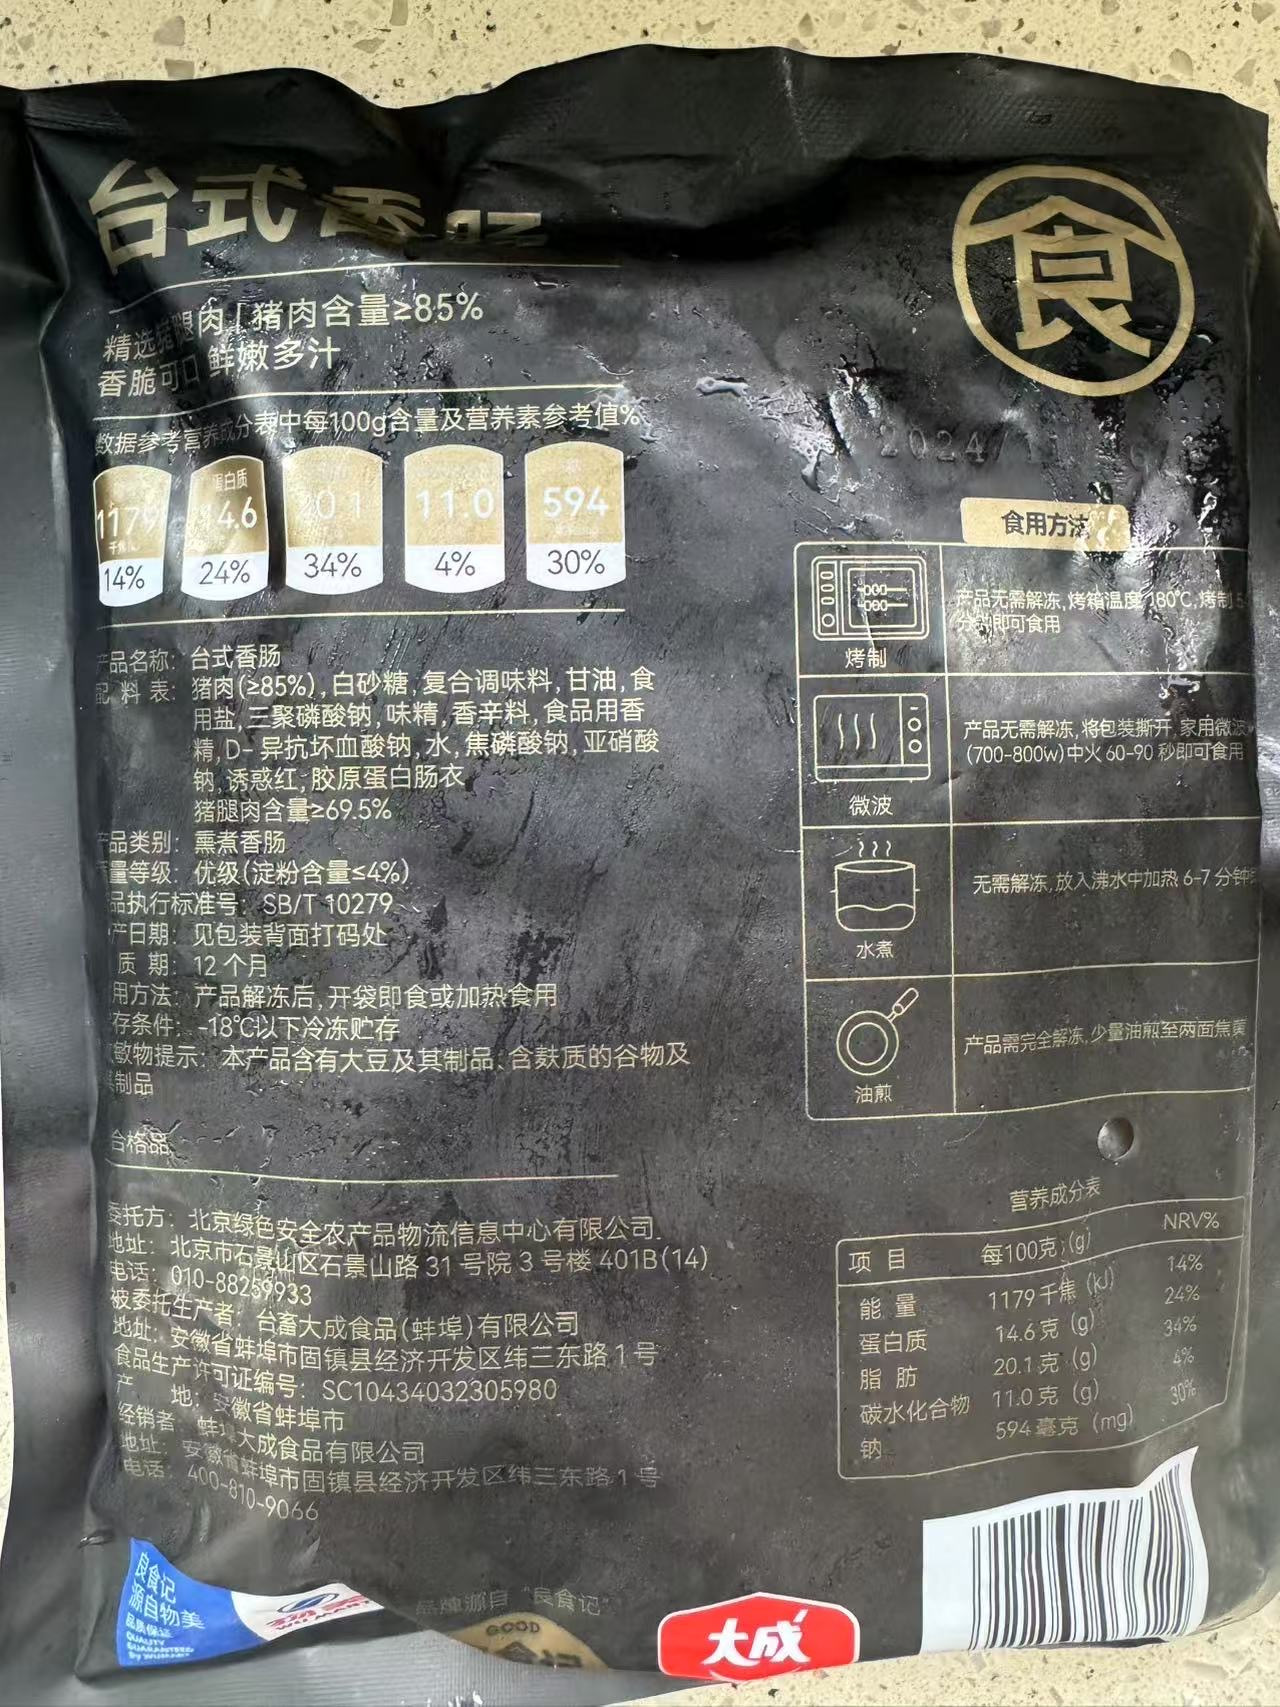 台式香肠
精选猪腿肉「猪肉含量≥85%
香脆可口 鲜嫩多汁
数据参考营养成分表中每100g含量及营养素参考值%
1179 千焦 14%
蛋白质 14.6 24%
20.1 34%
11.0 4%
594 30%
产品名称: 台式香肠
配 料 表: 猪肉(≥85%),白砂糖,复合调味料,甘油,食
用盐,三聚磷酸钠,味精,香辛料,食品用香
精,D-异抗坏血酸钠,水,焦磷酸钠,亚硝酸
钠,诱惑红;胶原蛋白肠衣
猪腿肉含量≥69.5%
产品类别: 熏煮香肠
质量等级: 优级(淀粉含量≤4%)
品执行标准号: SB/T 10279
产日期: 见包装背面打码处
质 期: 12个月
用方法: 产品解冻后,开袋即食或加热食用
存条件: -18℃以下冷冻贮存
敏物提示: 本产品含有大豆及其制品、含麸质的谷物及
其制品
合格品
委托方: 北京绿色安全农产品物流信息中心有限公司.
地址: 北京市石景山区石景山路 31 号院 3 号楼 401B(14)
电话: 010-88259933
被委托生产者: 台畜大成食品(蚌埠)有限公司
地址: 安徽省蚌埠市固镇县经济开发区纬三东路 1 号
食品生产许可证编号: SC10434032305980
产 地: 安徽省蚌埠市
经销者: 蚌埠大成食品有限公司
地址: 安徽省蚌埠市固镇县经济开发区纬三东路 1 号
电话: 400-810-9066
良食记
源自物美
品质保证
QUALITY
GUARANTEED
BY WUMART
WUMART
品牌源自“良食记”
GOOD
大成
食
2024/
食用方法
烤制
产品无需解冻,烤箱温度 180℃,烤制 5
分钟即可食用
微波
产品无需解冻,将包装撕开,家用微波
(700-800w)中火 60-90 秒即可食用
水煮
无需解冻,放入沸水中加热 6-7 分钟
油煎
产品需完全解冻,少量油煎至两面焦黄
营养成分表
项 目 每100克 (g) NRV%
能 量 1179千焦 (kJ) 14%
蛋白质 14.6克 (g) 24%
脂 肪 20.1克 (g) 34%
碳水化合物 11.0克 (g) 4%
钠 594毫克 (mg) 30%